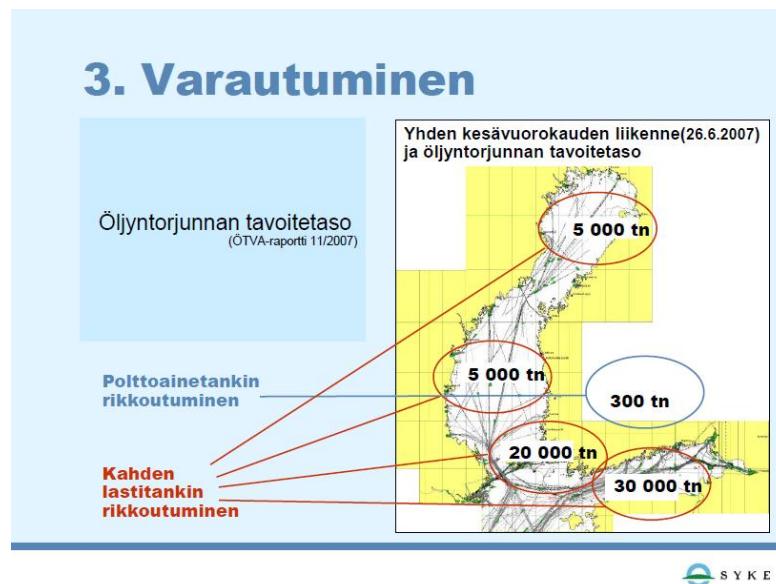 3. Varautuminen
Öljyntorjunnan tavoitetaso
(ÖTVA-raportti 11/2007)
Yhden kesävuorokauden liikenne(26.6.2007)
ja öljyntorjunnan tavoitetaso
5 000 tn
5 000 tn
300 tn
20 000 tn
30 000 tn
Polttoainetankin
rikkoutuminen
Kahden
lastitankin
rikkoutuminen
SYKE